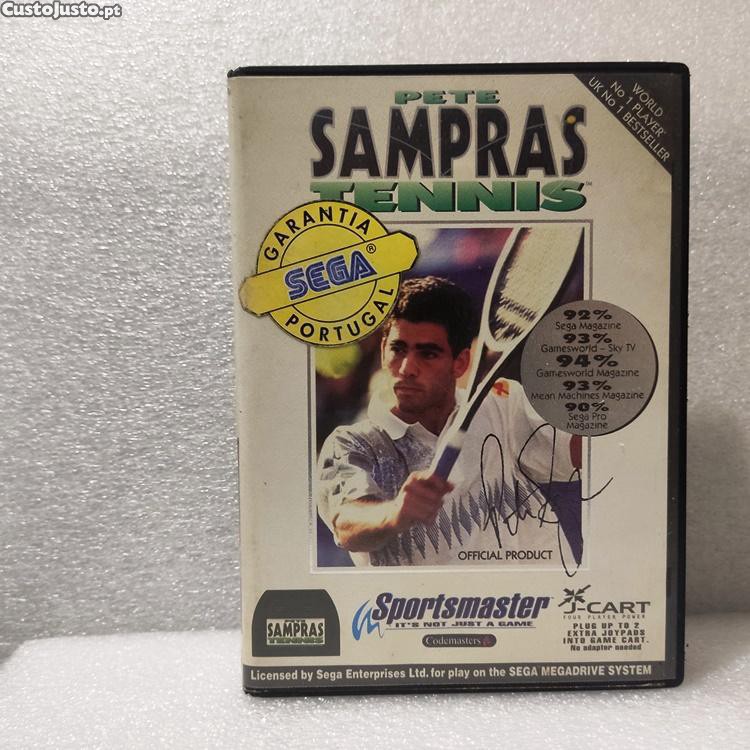 CustoJusto.pt
PETE
SAMPRAS
TENNIS™
WORLD
No 1 PLAYER
UK No 1 BESTSELLER
GARANTIA
SEGA®
PORTUGAL
92%
Sega Magazine
93%
Gamesworld - Sky TV
94%
Gamesworld Magazine
93%
Mean Machines Magazine
90%
Sega Pro
Magazine
OFFICIAL PRODUCT
SAMPRAS
TENNIS
Sportsmaster™
IT'S NOT JUST A GAME
Codemasters
J-CART
FOUR PLAYER POWER
PLUG UP TO 2
EXTRA JOYPADS
INTO GAME CART.
No adaptor needed
Licensed by Sega Enterprises Ltd. for play on the SEGA MEGADRIVE SYSTEM